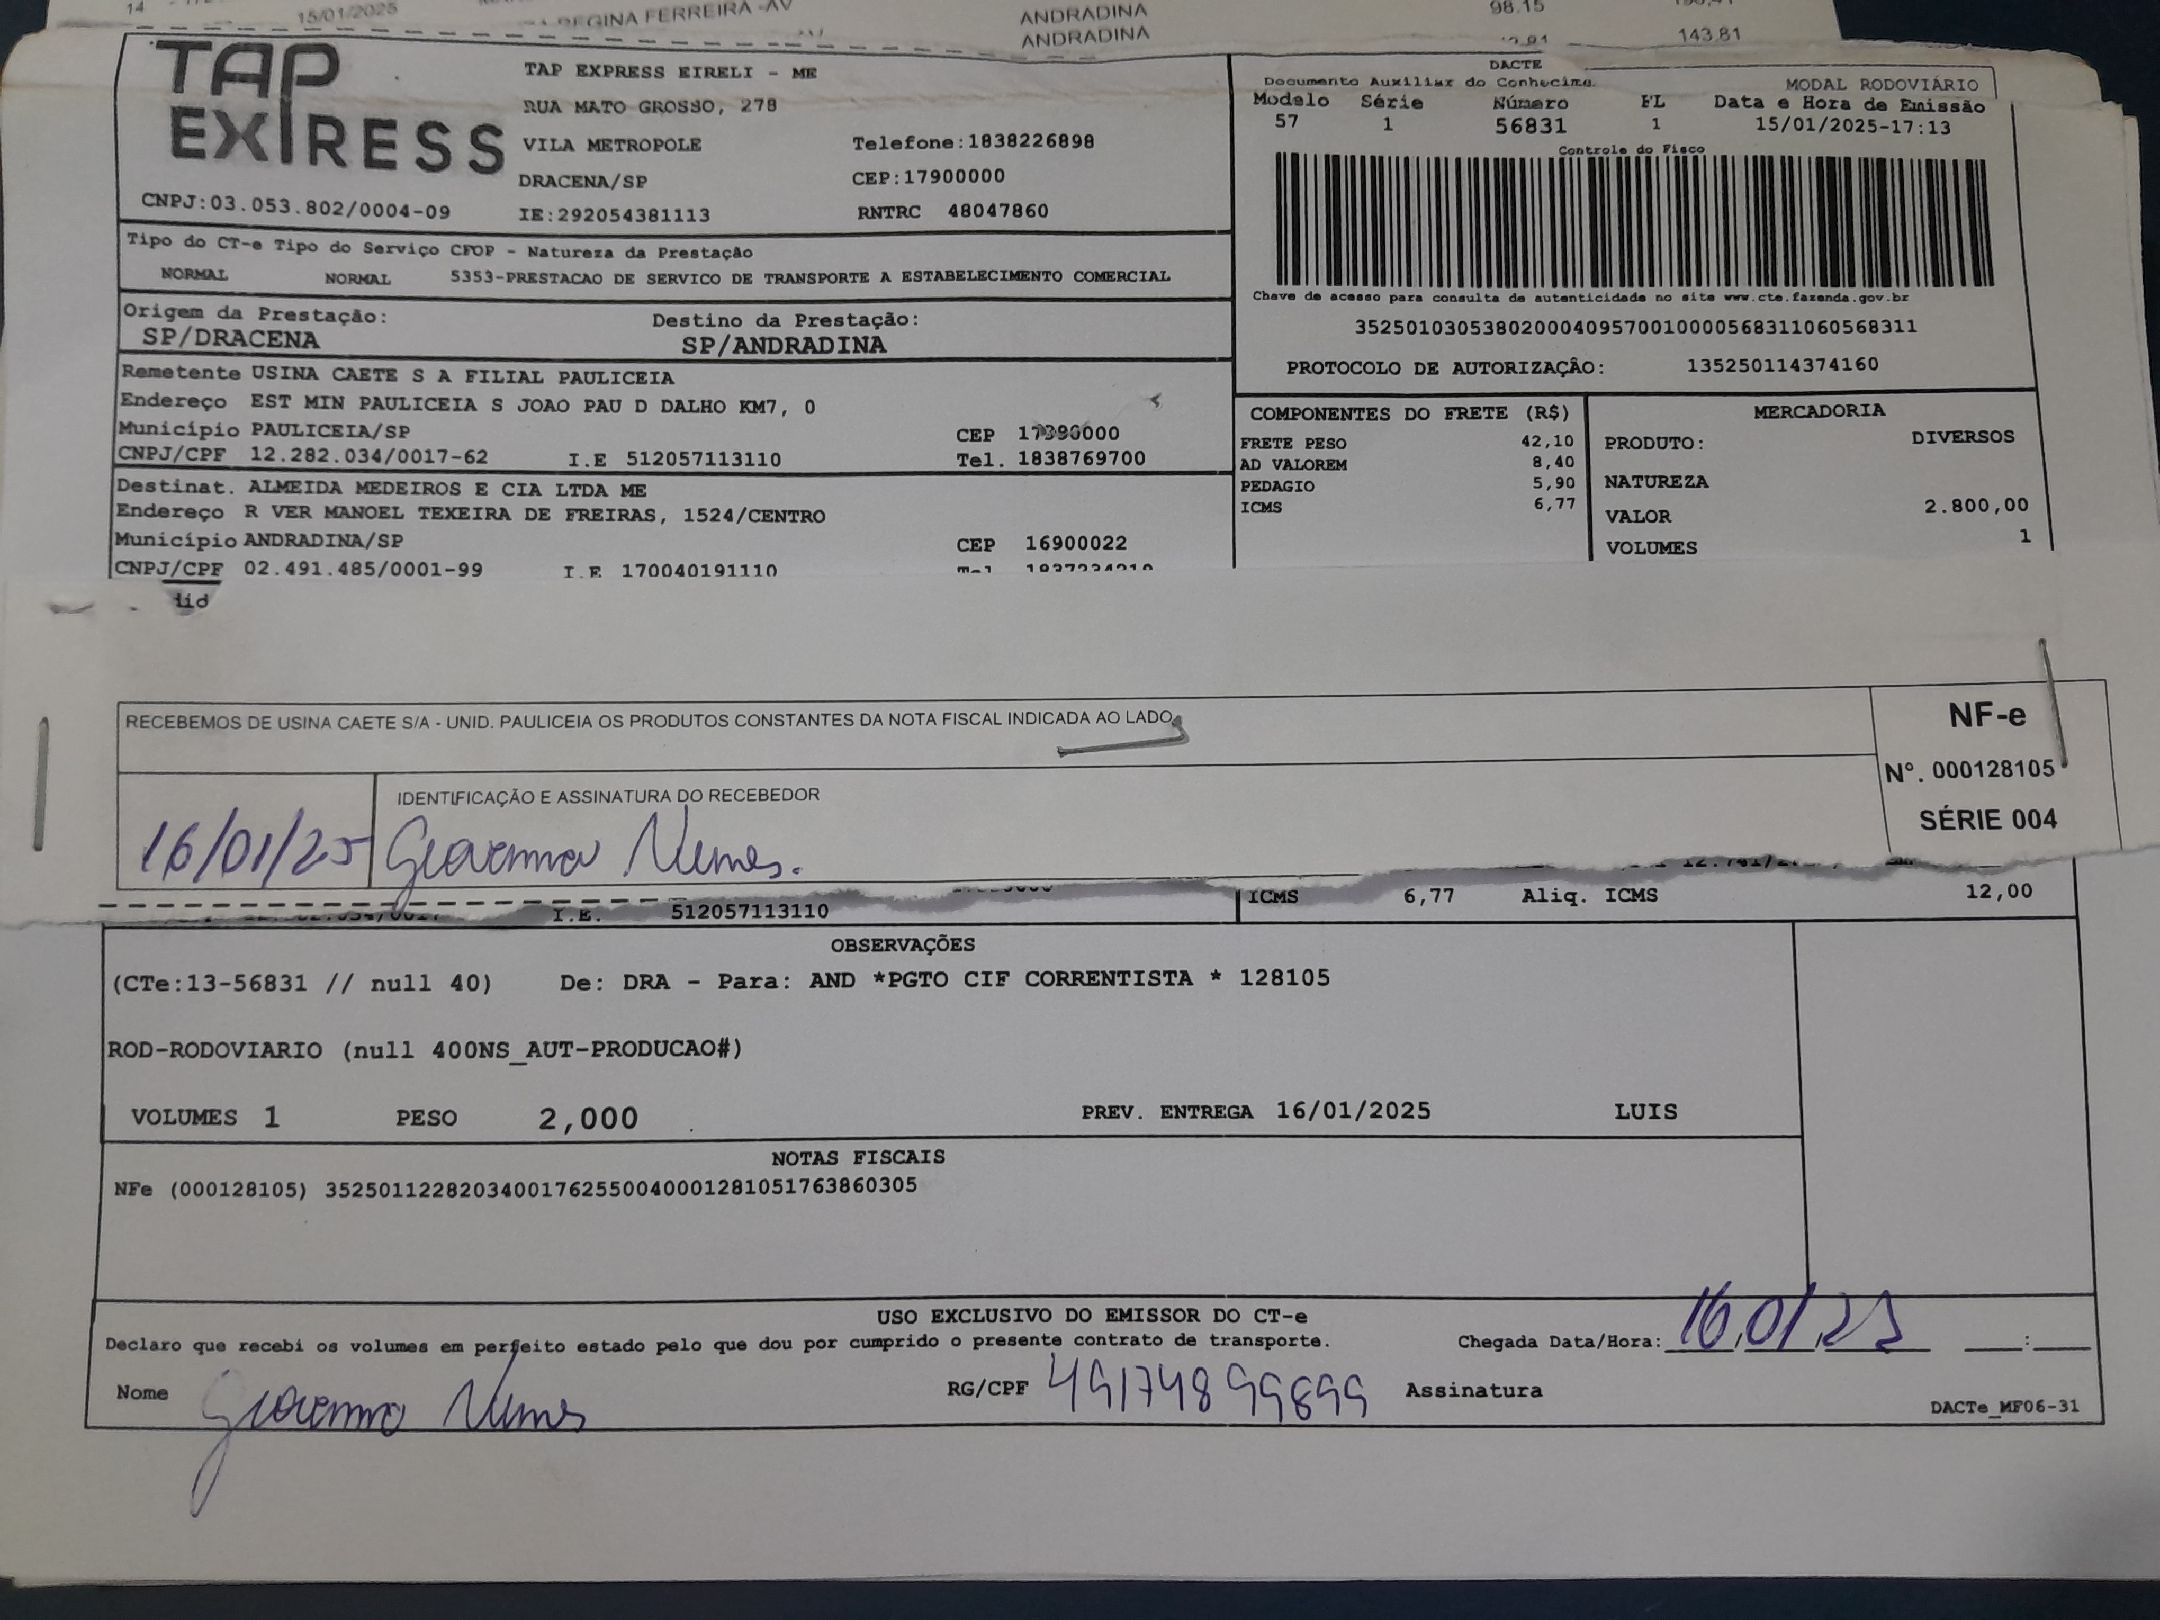 14 15/01/2025 REGINA FERREIRA -AV ANDRADINA 98.15
ANDRADINA 143.81
TAP EXPRESS
TAP EXPRESS EIRELI - ME
RUA MATO GROSSO, 278
VILA METROPOLE Telefone:1838226898
DRACENA/SP CEP:17900000
CNPJ:03.053.802/0004-09 IE:292054381113 RNTRC 48047860
DACTE
Documento Auxiliar do Conhecime. MODAL RODOVIÁRIO
Modelo Série Número FL Data e Hora de Emissão
57 1 56831 1 15/01/2025-17:13
Controle do Fisco
Chave de acesso para consulta de autenticidade no site www.cte.fazenda.gov.br
35250103053802000409570010000568311060568311
PROTOCOLO DE AUTORIZAÇÃO: 135250114374160
Tipo do CT-e Tipo do Serviço CFOP - Natureza da Prestação
NORMAL NORMAL 5353-PRESTACAO DE SERVICO DE TRANSPORTE A ESTABELECIMENTO COMERCIAL
Origem da Prestação: Destino da Prestação:
SP/DRACENA SP/ANDRADINA
Remetente USINA CAETE S A FILIAL PAULICEIA
Endereço EST MIN PAULICEIA S JOAO PAU D DALHO KM7, 0
Município PAULICEIA/SP CEP 17990000
CNPJ/CPF 12.282.034/0017-62 I.E 512057113110 Tel. 1838769700
Destinat. ALMEIDA MEDEIROS E CIA LTDA ME
Endereço R VER MANOEL TEXEIRA DE FREIRAS, 1524/CENTRO
Município ANDRADINA/SP CEP 16900022
CNPJ/CPF 02.491.485/0001-99 I.E 170040191110 Tel
COMPONENTES DO FRETE (R$)
FRETE PESO 42,10
AD VALOREM 8,40
PEDAGIO 5,90
ICMS 6,77
MERCADORIA
PRODUTO: DIVERSOS
NATUREZA
VALOR 2.800,00
VOLUMES 1
RECEBEMOS DE USINA CAETE S/A - UNID. PAULICEIA OS PRODUTOS CONSTANTES DA NOTA FISCAL INDICADA AO LADO
NF-e
Nº. 000128105
SÉRIE 004
IDENTIFICAÇÃO E ASSINATURA DO RECEBEDOR
16/01/25 Giovanna Nunes.
I.E. 512057113110 ICMS 6,77 Aliq. ICMS 12,00
OBSERVAÇÕES
(CTe:13-56831 // null 40) De: DRA - Para: AND *PGTO CIF CORRENTISTA * 128105
ROD-RODOVIARIO (null 400NS_AUT-PRODUCAO#)
VOLUMES 1 PESO 2,000 PREV. ENTREGA 16/01/2025 LUIS
NOTAS FISCAIS
NFe (000128105) 35250112282034001762550040001281051763860305
USO EXCLUSIVO DO EMISSOR DO CT-e
Declaro que recebi os volumes em perfeito estado pelo que dou por cumprido o presente contrato de transporte. Chegada Data/Hora: 16/01/25 :
Nome Giovanna Nunes RG/CPF 49174899899 Assinatura
DACTe_MF06-31